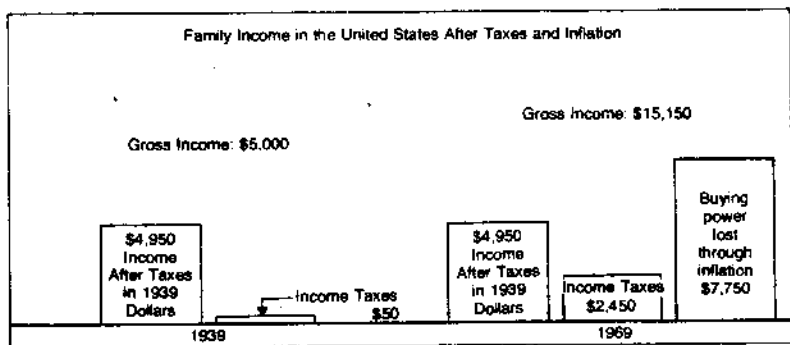 Family Income in the United States After Taxes and Inflation
Gross Income: $5,000
Gross Income: $15,150
$4,950
Income
After Taxes
in 1939
Dollars
Income Taxes
$50
1939
$4,950
Income
After Taxes
in 1939
Dollars
Income Taxes
$2,450
Buying
power
lost
through
inflation
$7,750
1969